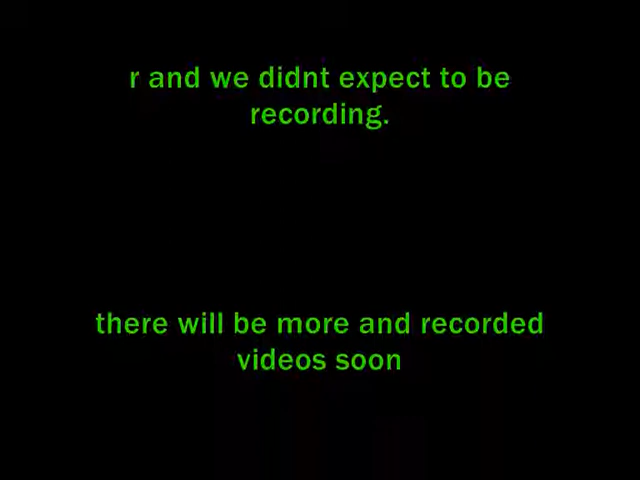 r and we didnt expect to be
recording.
there will be more and recorded
videos soon